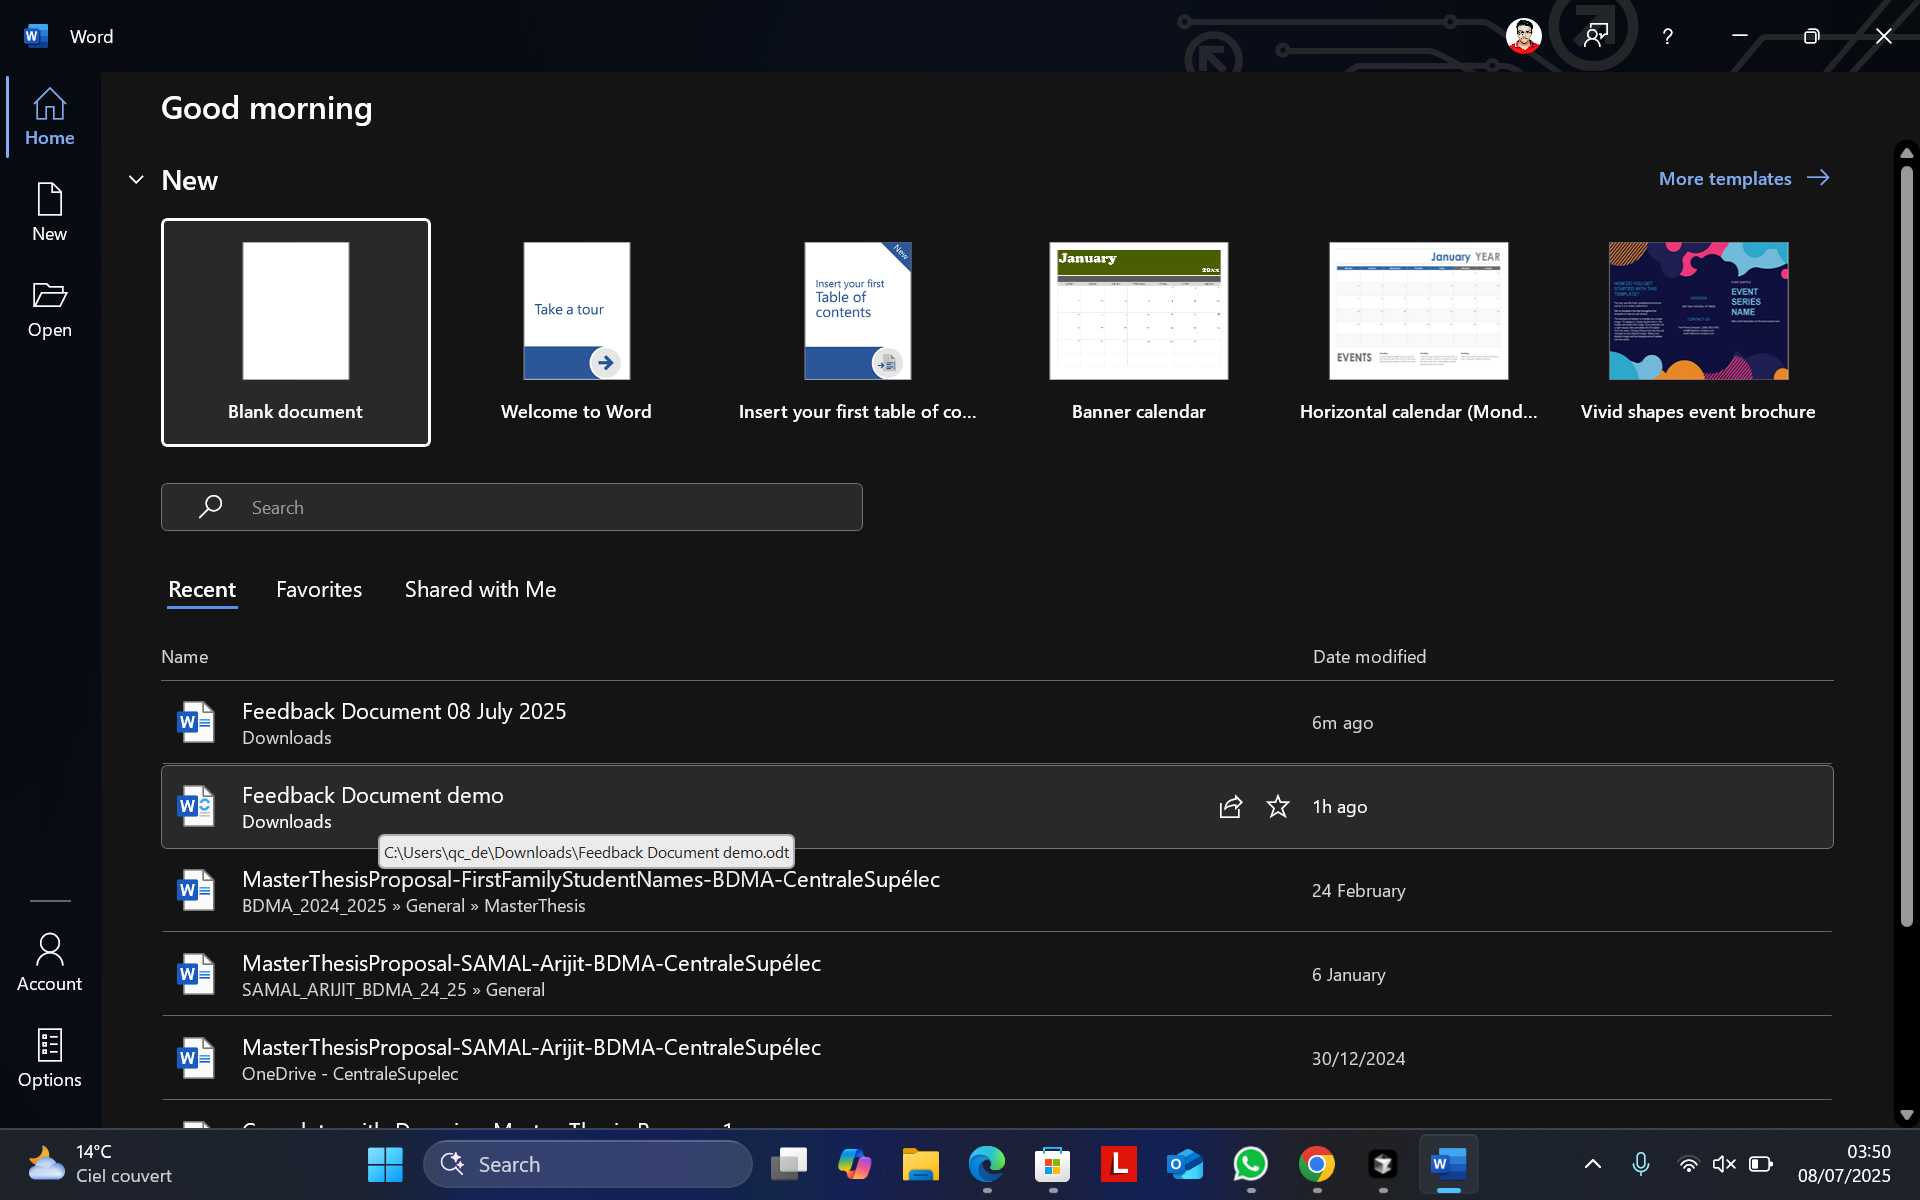 Word
Good morning
Home
New
More templates
New
Take a tour
New
Insert your first
Table of
contents
January
20xx
January YEAR
EVENTS
EVENT
SERIES
NAME
Open
Blank document
Welcome to Word
Insert your first table of co...
Banner calendar
Horizontal calendar (Mond...
Vivid shapes event brochure
Search
Recent
Favorites
Shared with Me
Name
Date modified
Feedback Document 08 July 2025
Downloads
6m ago
Feedback Document demo
Downloads
1h ago
C:\Users\qc_de\Downloads\Feedback Document demo.odt
MasterThesisProposal-FirstFamilyStudentNames-BDMA-CentraleSupélec
BDMA_2024_2025 » General » MasterThesis
24 February
MasterThesisProposal-SAMAL-Arijit-BDMA-CentraleSupélec
SAMAL_ARIJIT_BDMA_24_25 » General
6 January
MasterThesisProposal-SAMAL-Arijit-BDMA-CentraleSupélec
OneDrive - CentraleSupelec
30/12/2024
Account
Options
14°C
Ciel couvert
Search
03:50
08/07/2025